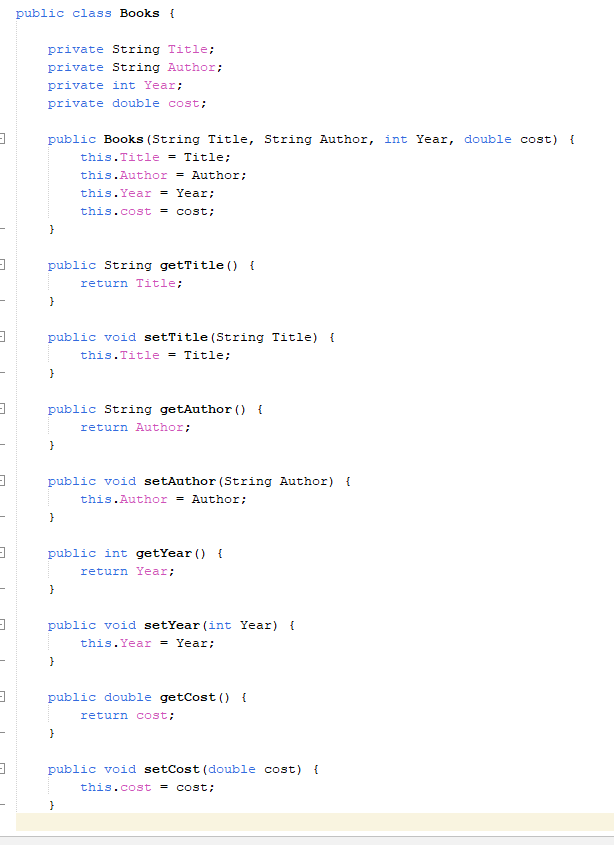 public class Books {
private String Title;
private String Author;
private int Year;
private double cost;
public Books(String Title, String Author, int Year, double cost) {
this.Title = Title;
this.Author = Author;
this.Year = Year;
this.cost = cost;
}
public String getTitle() {
return Title;
}
public void setTitle(String Title) {
this.Title = Title;
}
public String getAuthor() {
return Author;
}
public void setAuthor(String Author) {
this.Author = Author;
}
public int getYear() {
return Year;
}
public void setYear(int Year) {
this.Year = Year;
}
public double getCost() {
return cost;
}
public void setCost(double cost) {
this.cost = cost;
}